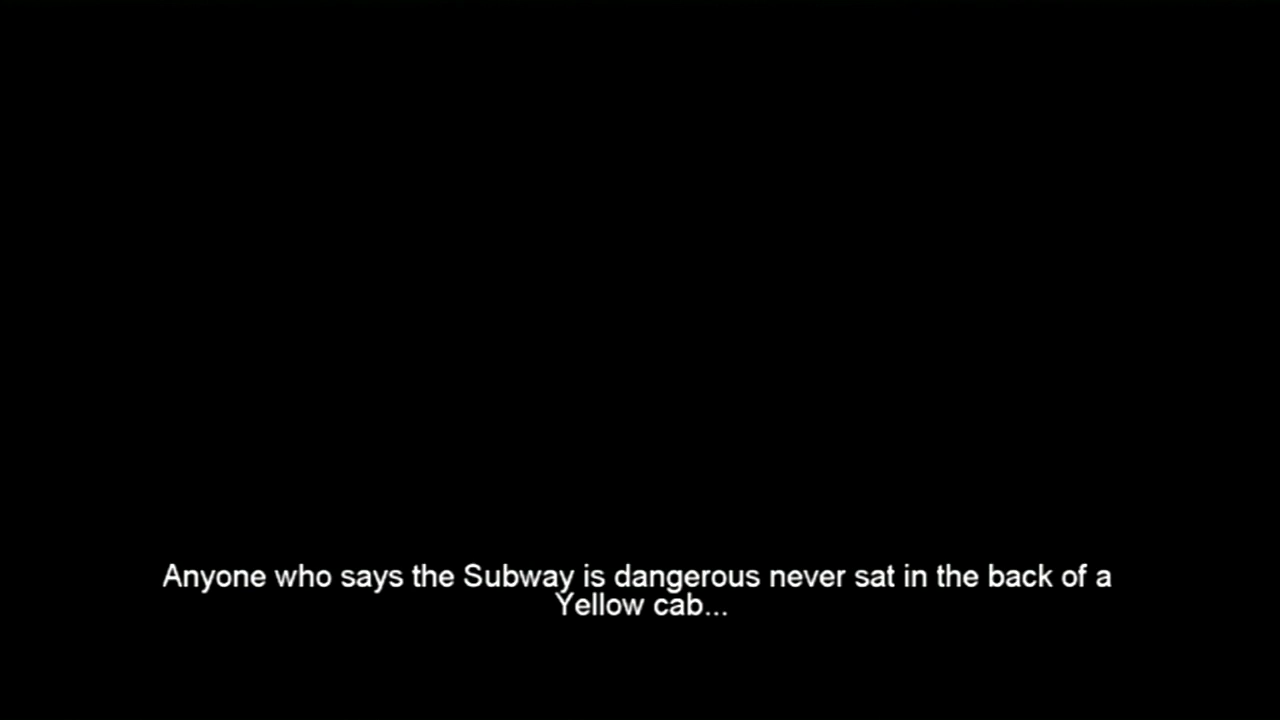 Anyone who says the Subway is dangerous never sat in the back of a
Yellow cab...